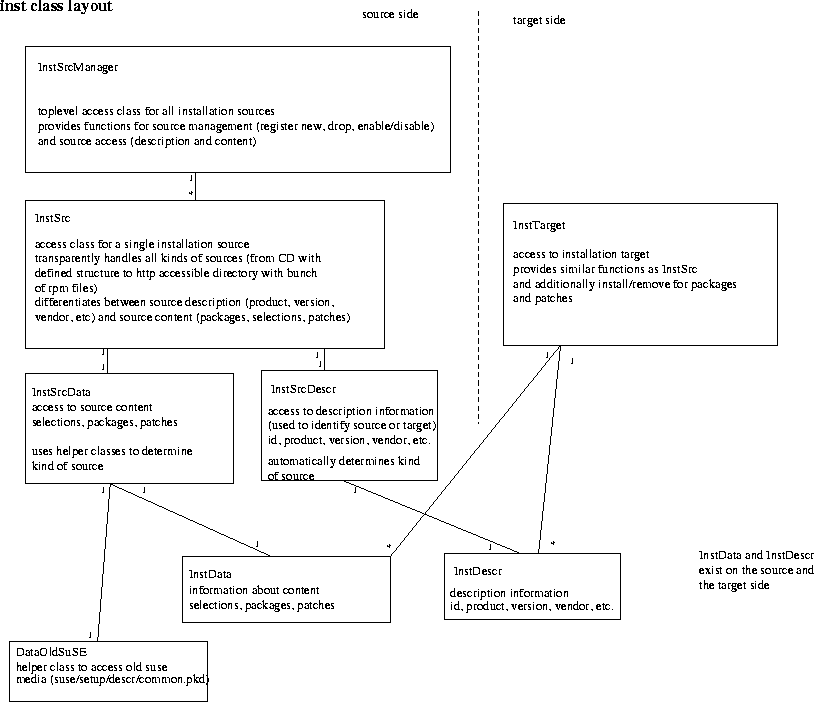 Inst class layout
source side
target side
InstSrcManager
toplevel access class for all installation sources
provides functions for source management (register new, drop, enable/disable)
and source access (description and content)
1
*
InstSrc
access class for a single installation source
transparently handles all kinds of sources (from CD with
defined structure to http accessible directory with bunch
of rpm files)
differentiates between source description (product, version,
vendor, etc) and source content (packages, selections, patches)
InstTarget
access to installation target
provides similar functions as InstSrc
and additionally install/remove for packages
and patches
1
1
1
1
1
1
InstSrcData
access to source content
selections, packages, patches
uses helper classes to determine
kind of source
InstSrcDescr
access to description information
(used to identify source or target)
id, product, version, vendor, etc.
automatically determines kind
of source
1
1
1
1
*
1
*
InstData
information about content
selections, packages, patches
InstDescr
description information
id, product, version, vendor, etc.
InstData and InstDescr
exist on the source and
the target side
1
DataOldSuSE
helper class to access old suse
media (suse/setup/descr/common.pkd)